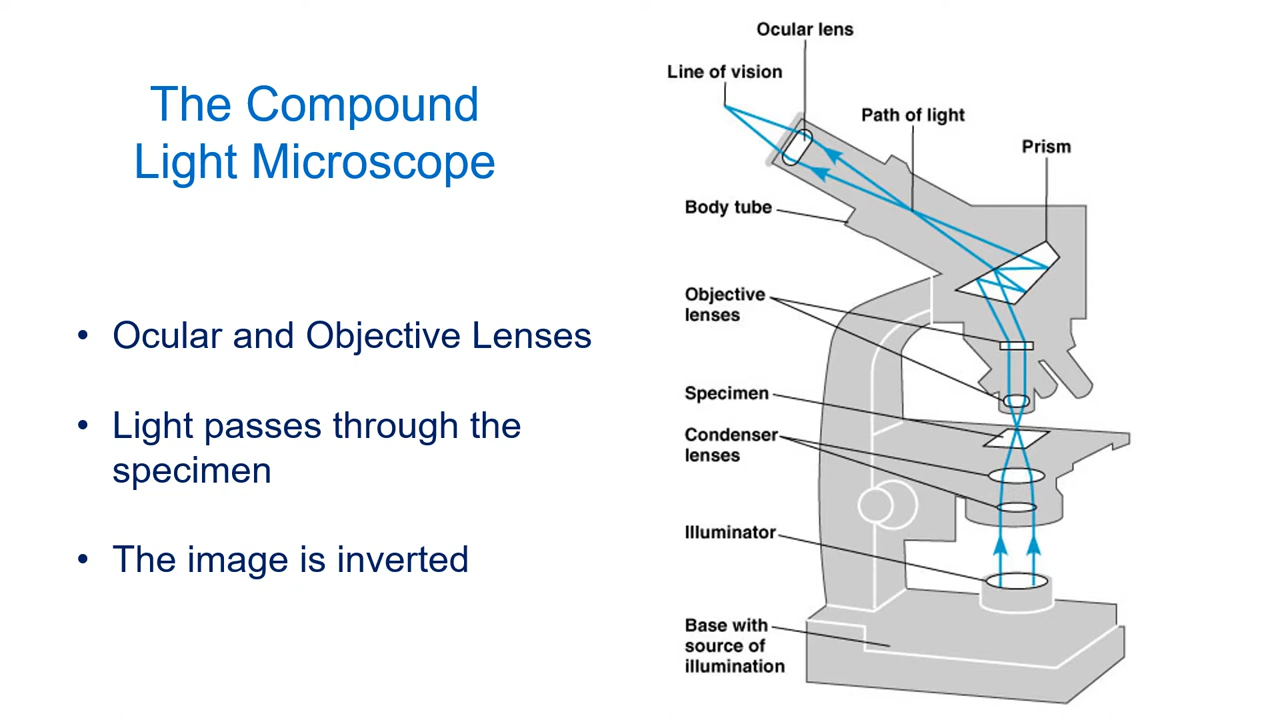 The Compound
Light Microscope
• Ocular and Objective Lenses
• Light passes through the
specimen
• The image is inverted
Ocular lens
Line of vision
Path of light
Prism
Body tube
Objective
lenses
Specimen
Condenser
lenses
Illuminator
Base with
source of
illumination